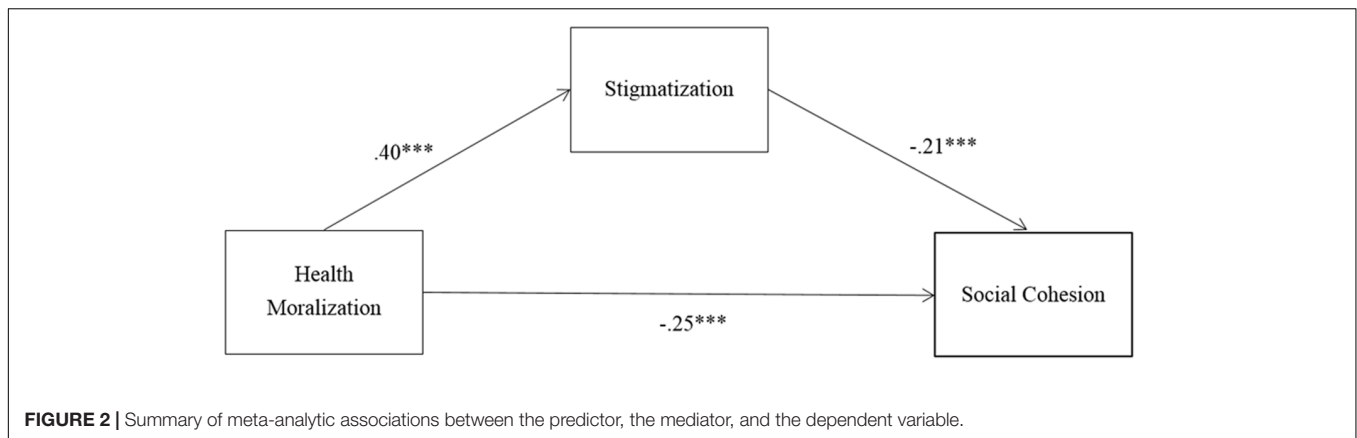 Stigmatization
.40***
-.21***
Health
Moralization
Social Cohesion
-.25***
FIGURE 2 | Summary of meta-analytic associations between the predictor, the mediator, and the dependent variable.